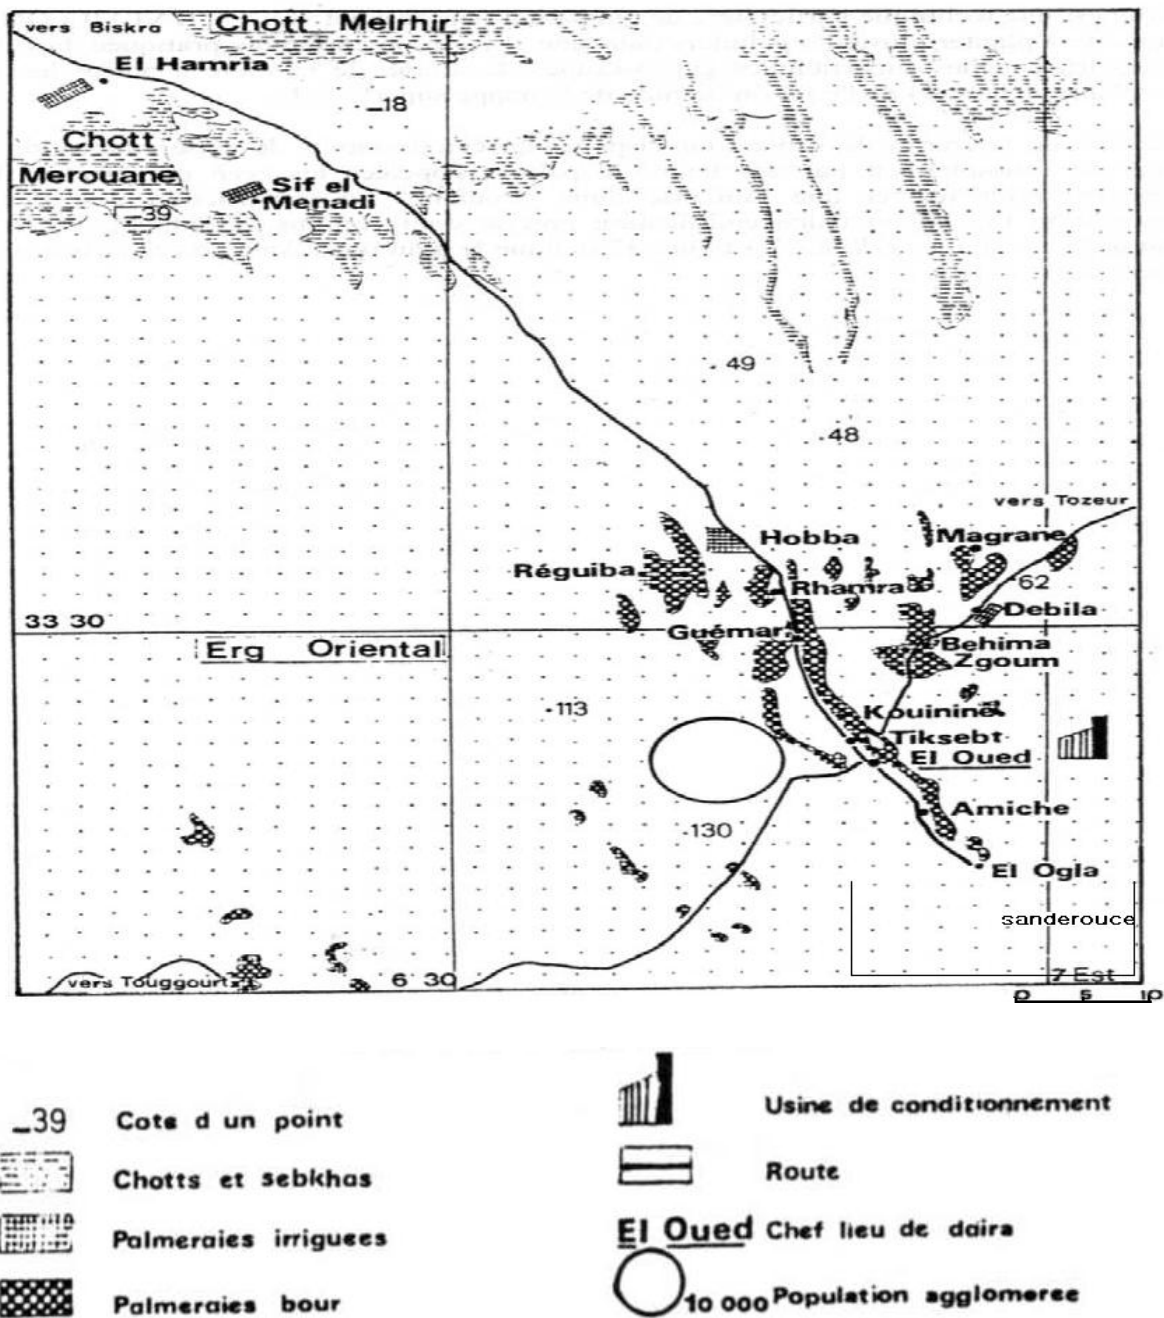 vers Biskra
Chott Melrhir
El Hamria
_18
Chott
Merouane
Sif el
Menadi
_39
.49
.48
vers Tozeur
Hobba
Magrane
Réguiba
Rhamra
.62
Debila
33 30
Guémar
Behima
Erg Oriental
Zgoum
.113
Kouinine
Tiksebt
El Oued
.130
Amiche
El Ogla
sanderouce
vers Touggourt
6 30
7 Est
0 5 10
_39 Cote d un point
Chotts et sebkhas
Palmeraies irriguees
Palmeraies bour
Usine de conditionnement
Route
El Oued Chef lieu de daira
10 000 Population agglomeree